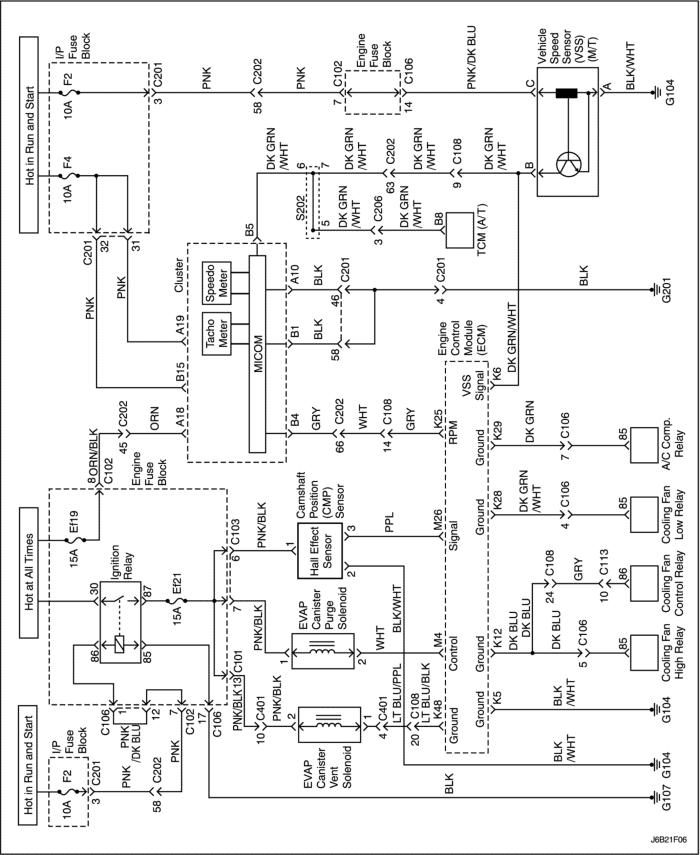 Hot in Run and Start
Hot at All Times
Hot in Run and Start
I/P
Fuse
Block
F2
10A
C201
3
PNK
/DK BLU
C202
58
PNK
C106
1
12
7
C102
17
C106
86
30
Ignition
Relay
85
87
Ef21
15A
Ef19
15A
8
C102
Engine
Fuse
Block
ORN/BLK
C202
45
ORN
I/P
Fuse
Block
F4
10A
F2
10A
C201
32
31
C201
3
PNK
PNK
PNK
C202
58
PNK
C102
7
Engine
Fuse
Block
C106
14
PNK/DK BLU
C101
13
7
C103
6
PNK/BLK
PNK/BLK
PNK/BLK
PNK/BLK
C401
10
2
EVAP
Canister
Vent
Solenoid
1
C401
4
LT BLU/PPL
C108
20
LT BLU/BLK
K48
Ground
1
EVAP
Canister
Purge
Solenoid
2
WHT
M4
Control
1
Camshaft
Position
(CMP)
Sensor
Hall Effect
Sensor
2
3
BLK/WHT
PPL
M26
Signal
A18
B15
A19
Cluster
Tacho
Meter
Speedo
Meter
MICOM
B5
B4
B1
A10
GRY
C202
66
WHT
C108
14
GRY
K25
RPM
BLK
BLK
C201
46
58
C201
4
BLK
G201
S202
6
7
5
DK GRN
/WHT
DK GRN
/WHT
DK GRN
/WHT
C206
3
DK GRN
/WHT
B8
TCM (A/T)
C202
63
DK GRN
/WHT
C108
9
DK GRN
/WHT
B
C
A
Vehicle
Speed
Sensor
(VSS)
(M/T)
BLK/WHT
G104
Engine
Control
Module
(ECM)
VSS
Signal
K6
DK GRN/WHT
K5
Ground
K12
Ground
K28
Ground
K29
BLK
G107
BLK
/WHT
G104
BLK
/WHT
G104
DK BLU
DK BLU
DK BLU
C106
5
85
Cooling Fan
High Relay
C108
24
GRY
C113
10
86
Cooling Fan
Control Relay
DK GRN
/WHT
C106
4
85
Cooling Fan
Low Relay
DK GRN
C106
7
85
A/C Comp.
Relay
J6B21F06